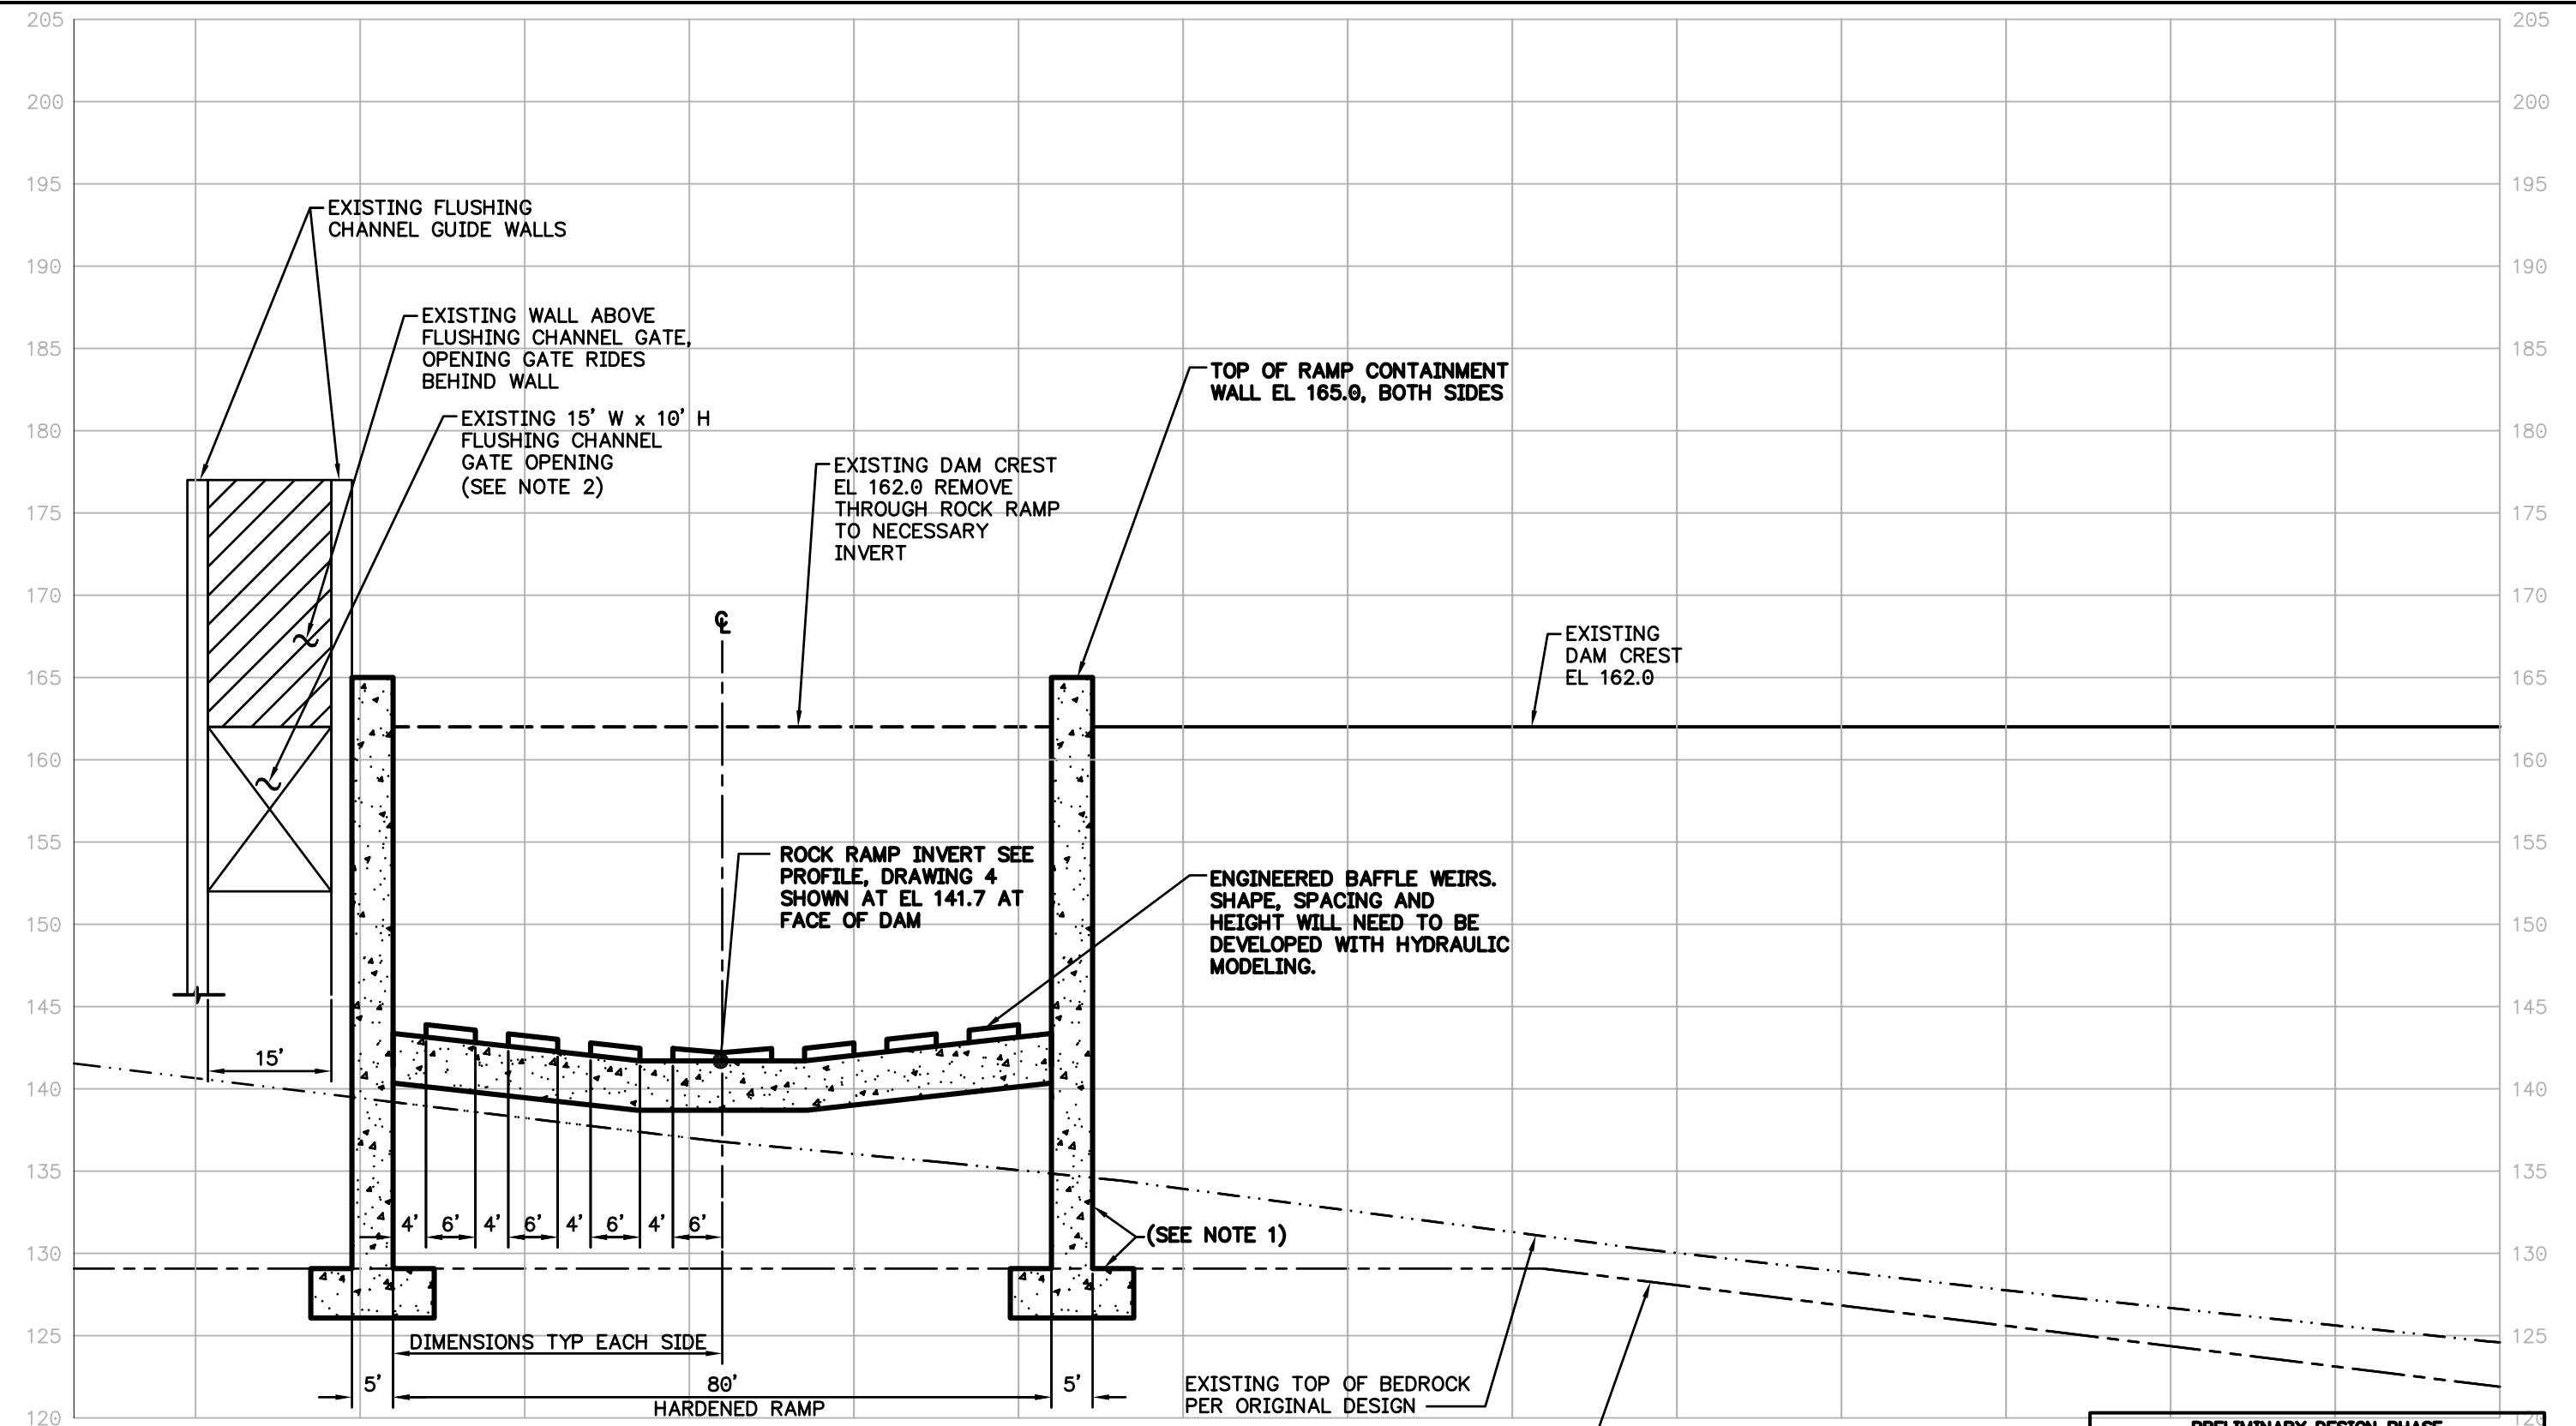 205
205
200
200
195
195
EXISTING FLUSHING
CHANNEL GUIDE WALLS
190
190
EXISTING WALL ABOVE
FLUSHING CHANNEL GATE,
OPENING GATE RIDES
BEHIND WALL
185
185
TOP OF RAMP CONTAINMENT
WALL EL 165.0, BOTH SIDES
EXISTING 15' W x 10' H
FLUSHING CHANNEL
GATE OPENING
(SEE NOTE 2)
180
180
EXISTING DAM CREST
EL 162.0 REMOVE
THROUGH ROCK RAMP
TO NECESSARY
INVERT
175
175
170
170
℄
EXISTING
DAM CREST
EL 162.0
165
165
160
160
155
155
ROCK RAMP INVERT SEE
PROFILE, DRAWING 4
SHOWN AT EL 141.7 AT
FACE OF DAM
ENGINEERED BAFFLE WEIRS.
SHAPE, SPACING AND
HEIGHT WILL NEED TO BE
DEVELOPED WITH HYDRAULIC
MODELING.
150
150
145
145
15'
140
140
135
135
4' 6' 4' 6' 4' 6' 4' 6'
(SEE NOTE 1)
130
130
125
125
DIMENSIONS TYP EACH SIDE
5'
80'
5'
HARDENED RAMP
EXISTING TOP OF BEDROCK
PER ORIGINAL DESIGN
120
PRELIMINARY DESIGN PHASE